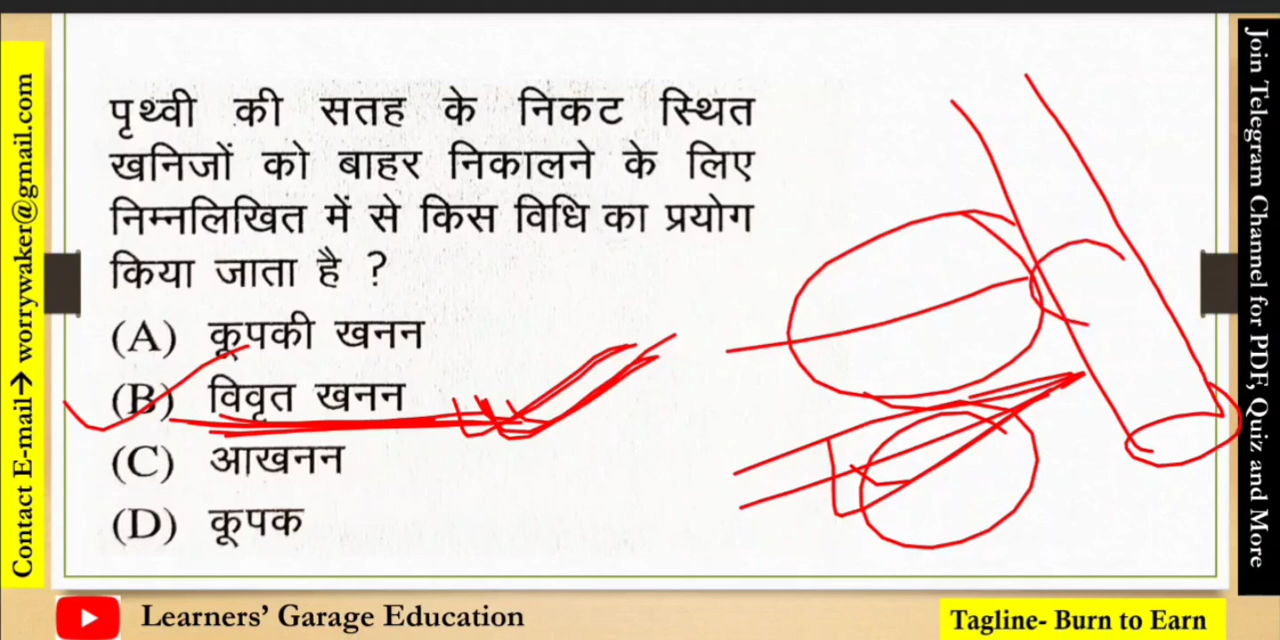 पृथ्वी की सतह के निकट स्थित
खनिजों को बाहर निकालने के लिए
निम्नलिखित में से किस विधि का प्रयोग
किया जाता है ?
(A) कूपकी खनन
(B) विवृत खनन
(C) आखनन
(D) कूपक
Contact E-mail→ worrywaker@gmail.com
Join Telegram Channel for PDF, Quiz and More
Learners’ Garage Education
Tagline- Burn to Earn